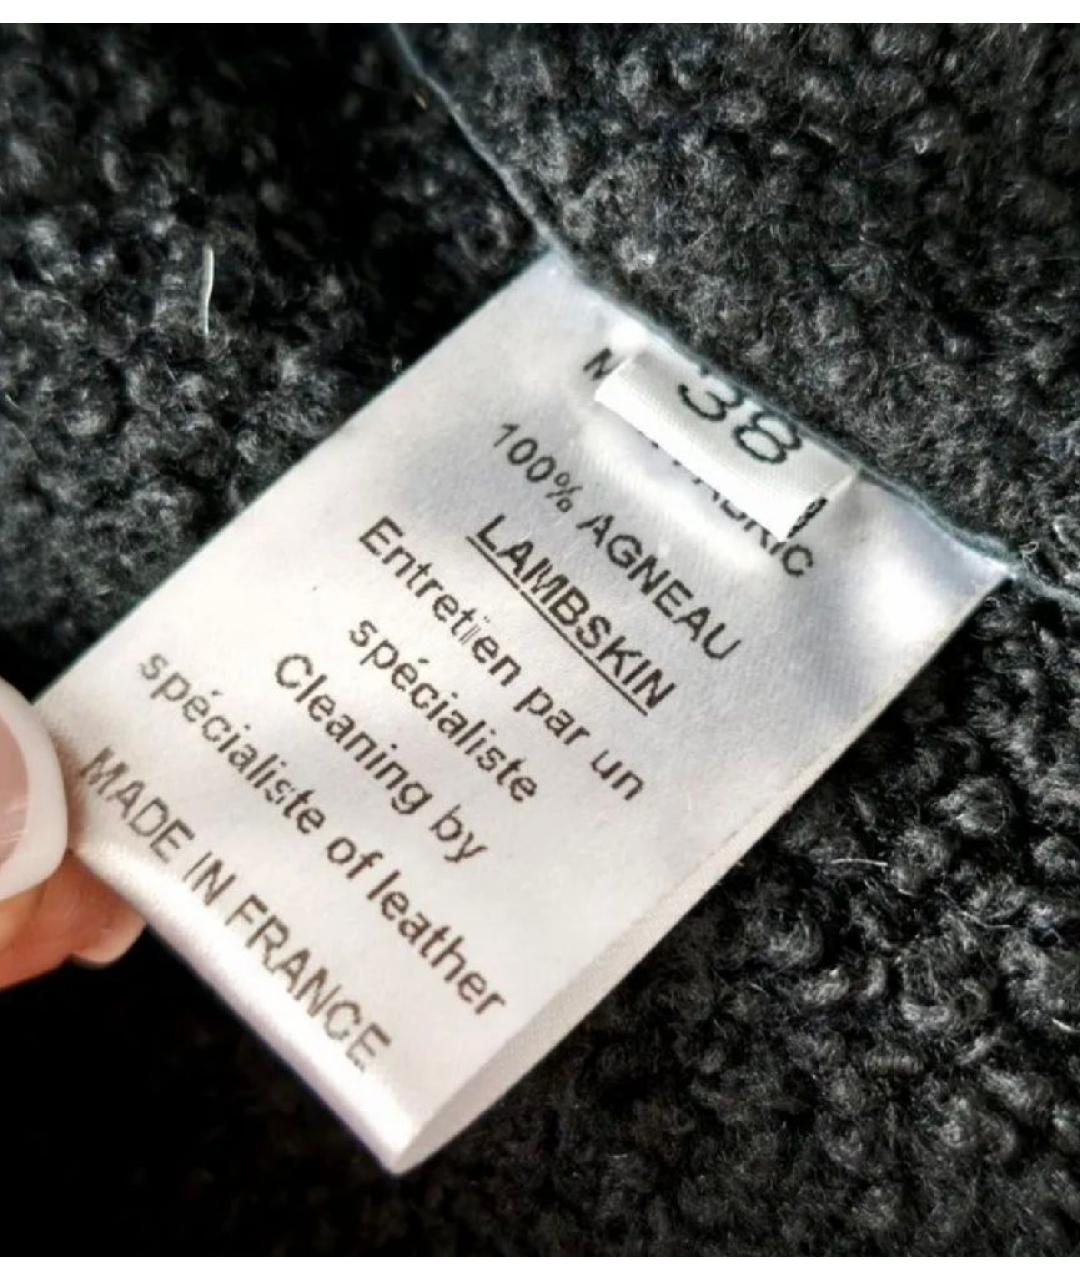 38
100% AGNEAU
LAMBSKIN
Entretien par un
spécialiste
Cleaning by
spécialiste of leather
MADE IN FRANCE